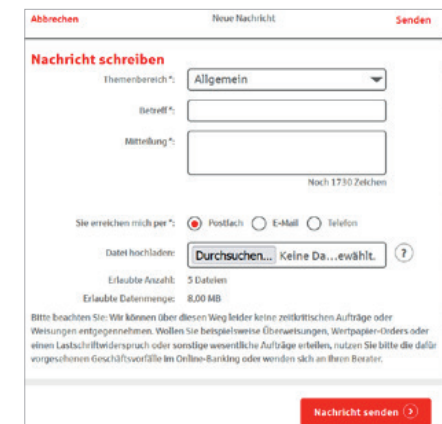 Abbrechen Neue Nachricht Senden
Nachricht schreiben
Themenbereich*: Allgemein
Betreff*:
Mitteilung*:
Noch 1730 Zeichen
Sie erreichen mich per*: Postfach E-Mail Telefon
Datei hochladen: Durchsuchen... Keine Da...ewählt. ?
Erlaubte Anzahl: 5 Dateien
Erlaubte Datenmenge: 8,00 MB
Bitte beachten Sie: Wir können über diesen Weg leider keine zeitkritischen Aufträge oder
Weisungen entgegennehmen. Wollen Sie beispielsweise Überweisungen, Wertpapier-Orders oder
einen Lastschriftwiderspruch oder sonstige wesentliche Aufträge erteilen, nutzen Sie bitte die dafür
vorgesehenen Geschäftsvorfälle im Online-Banking oder wenden sich an Ihren Berater.
Nachricht senden